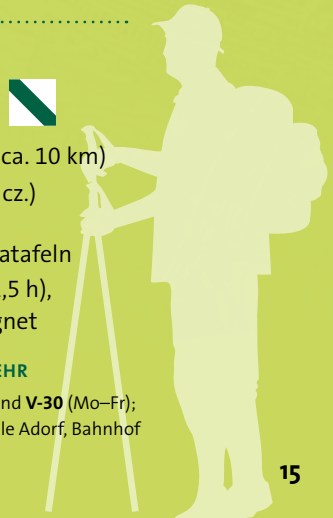 ca. 10 km)
cz.)
atafeln
,5 h),
gnet
EHR
nd V-30 (Mo–Fr);
le Adorf, Bahnhof
15